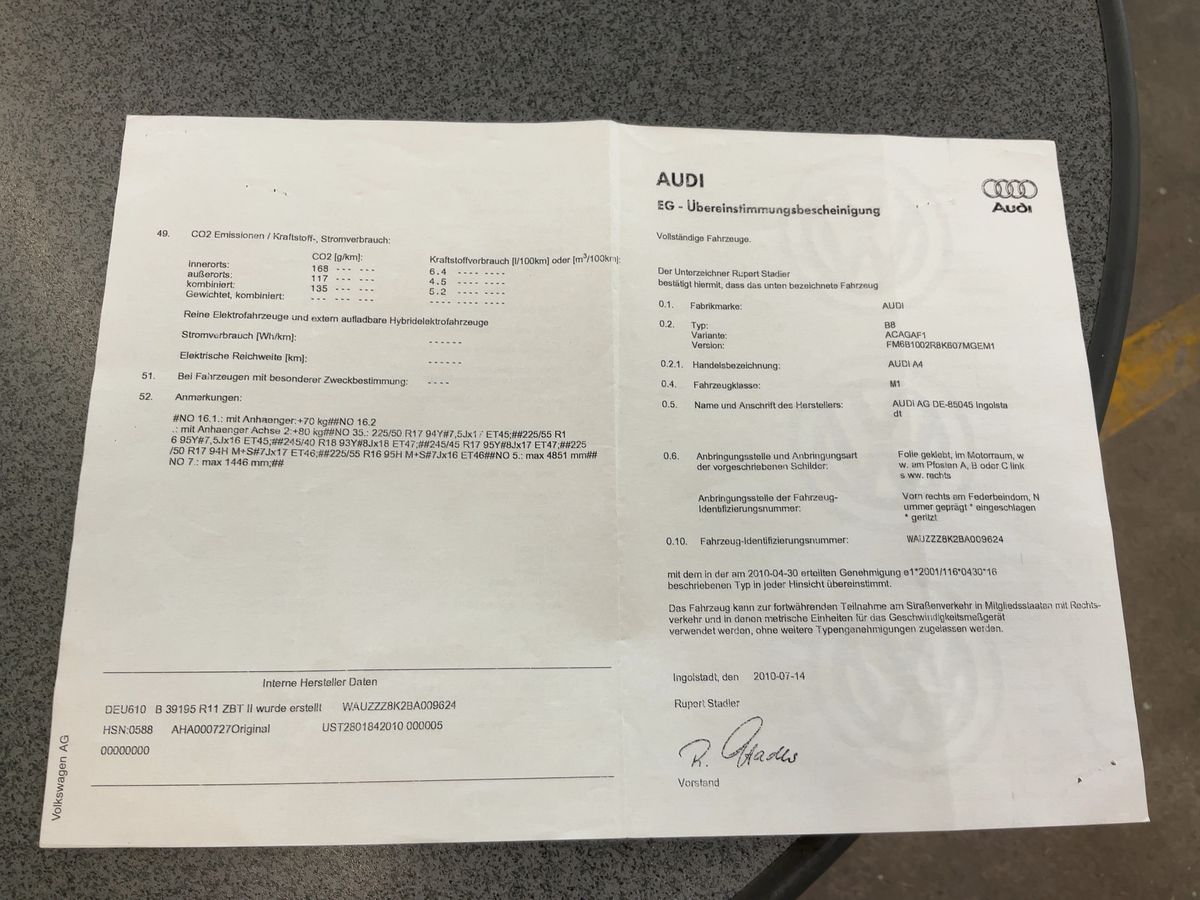 49. CO2 Emissionen / Kraftstoff-, Stromverbrauch:
CO2 [g/km]: Kraftstoffverbrauch [l/100km] oder [m³/100km]:
innerorts: 168 --- --- 6.4 ---- ----
außerorts: 117 --- --- 4.5 ---- ----
kombiniert: 135 --- --- 5.2 ---- ----
Gewichtet, kombiniert: --- --- --- ---- ---- ----
Reine Elektrofahrzeuge und extern aufladbare Hybridelektrofahrzeuge
Stromverbrauch [Wh/km]: -----
Elektrische Reichweite [km]: -----
51. Bei Fahrzeugen mit besonderer Zweckbestimmung: ----
52. Anmerkungen:
#NO 16.1.: mit Anhaenger:+70 kg##NO 16.2
.: mit Anhaenger Achse 2:+80 kg##NO 35.: 225/50 R17 94Y#7,5Jx17 ET45;##225/55 R1
6 95Y#7,5Jx16 ET45;##245/40 R18 93Y#8Jx18 ET47;##245/45 R17 95Y#8Jx17 ET47;##225
/50 R17 94H M+S#7Jx17 ET46;##225/55 R16 95H M+S#7Jx16 ET46##NO 5.: max 4851 mm##
NO 7.: max 1446 mm;##
Interne Hersteller Daten
DEU610 B 39195 R11 ZBT II wurde erstellt WAUZZZ8K2BA009624
HSN:0588 AHA000727Original UST2801842010 000005
00000000
Volkswagen AG
AUDI
Audi
EG - Übereinstimmungsbescheinigung
Vollständige Fahrzeuge.
Der Unterzeichner Rupert Stadler
bestätigt hiermit, dass das unten bezeichnete Fahrzeug
0.1. Fabrikmarke: AUDI
0.2. Typ: B8
Variante: ACAGAF1
Version: FM6B1002R8K607MGEM1
0.2.1. Handelsbezeichnung: AUDI A4
0.4. Fahrzeugklasse: M1
0.5. Name und Anschrift des Herstellers: AUDI AG DE-85045 Ingolsta
dt
0.6. Anbringungsstelle und Anbringungsart Folie geklebt, im Motorraum, w
der vorgeschriebenen Schilder: w. am Pfosten A, B oder C link
s ww. rechts
Anbringungsstelle der Fahrzeug- Vorn rechts am Federbeindom, N
Identifizierungsnummer: ummer geprägt * eingeschlagen
* geritzt
0.10. Fahrzeug-Identifizierungsnummer: WAUZZZ8K2BA009624
mit dem in der am 2010-04-30 erteilten Genehmigung e1*2001/116*0430*16
beschriebenen Typ in jeder Hinsicht übereinstimmt.
Das Fahrzeug kann zur fortwährenden Teilnahme am Straßenverkehr in Mitgliedsstaaten mit Rechts-
verkehr und in denen metrische Einheiten für das Geschwindigkeitsmeßgerät
verwendet werden, ohne weitere Typengenehmigungen zugelassen werden.
Ingolstadt, den 2010-07-14
Rupert Stadler
R. Stadler
Vorstand